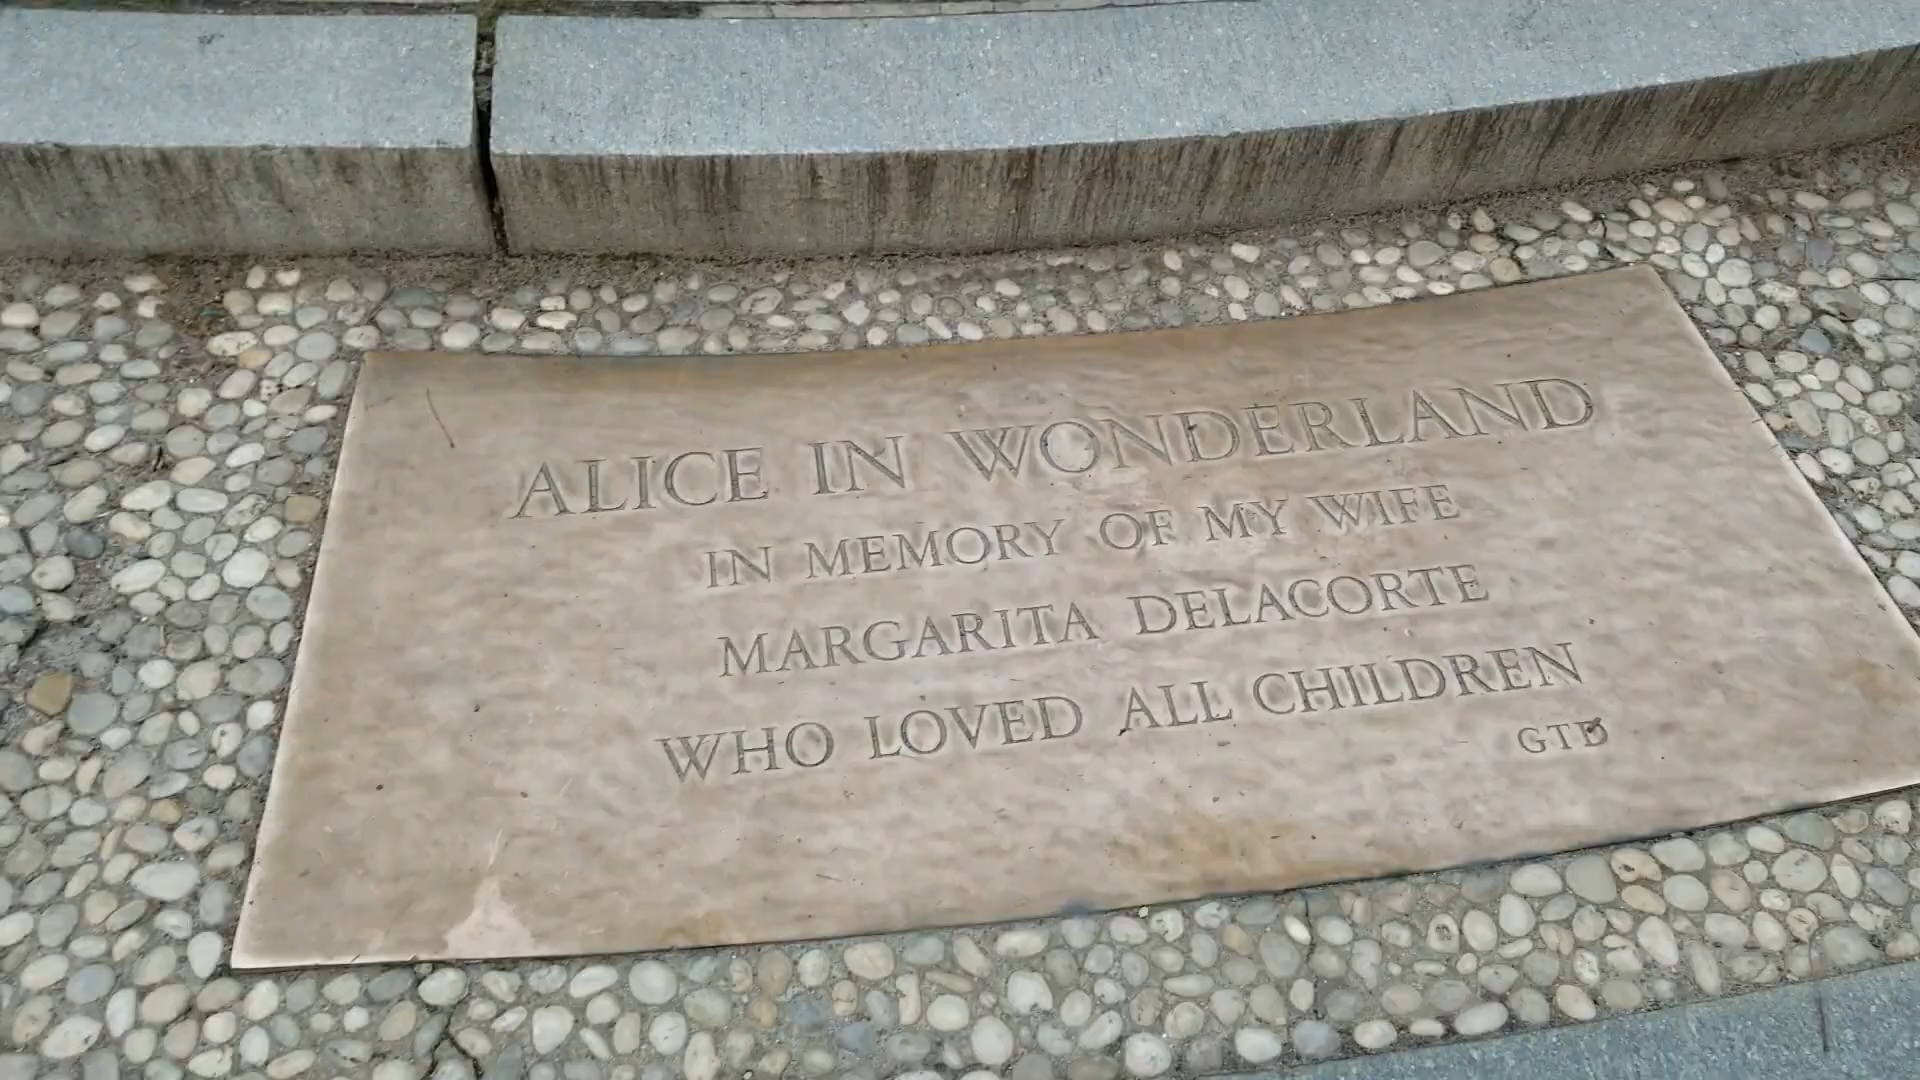 ALICE IN WONDERLAND
IN MEMORY OF MY WIFE
MARGARITA DELACORTE
WHO LOVED ALL CHILDREN
GTD